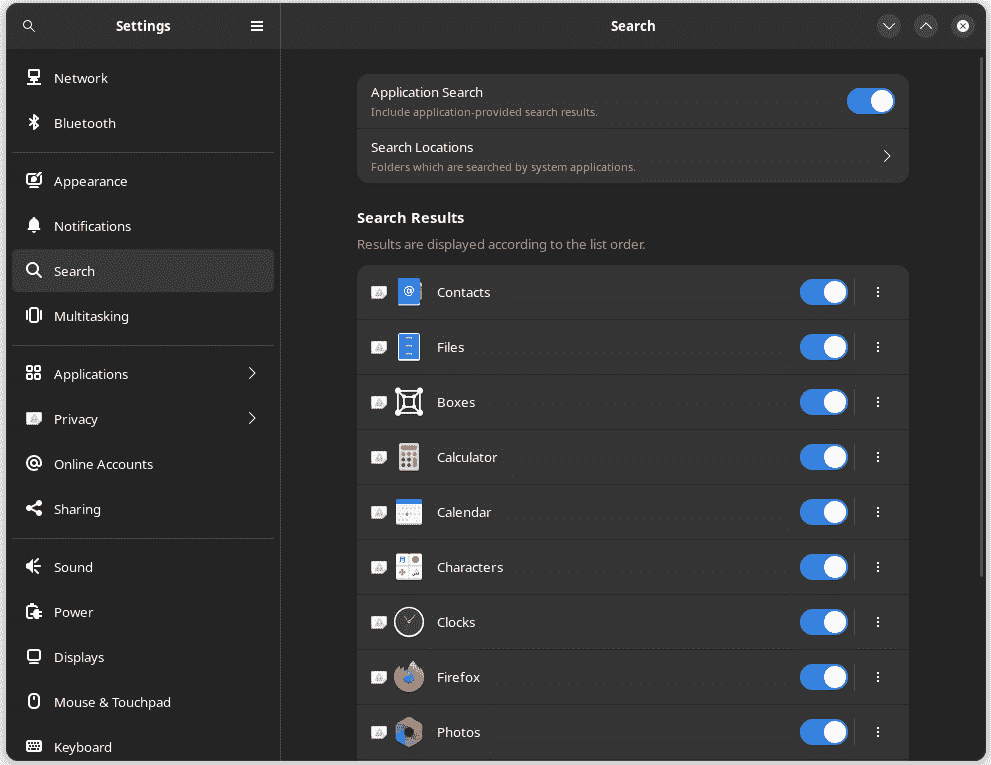 Settings
Search
Network
Bluetooth
Appearance
Notifications
Search
Multitasking
Applications
Privacy
Online Accounts
Sharing
Sound
Power
Displays
Mouse & Touchpad
Keyboard
Application Search
Include application-provided search results.
Search Locations
Folders which are searched by system applications.
Search Results
Results are displayed according to the list order.
Contacts
Files
Boxes
Calculator
Calendar
Characters
Clocks
Firefox
Photos